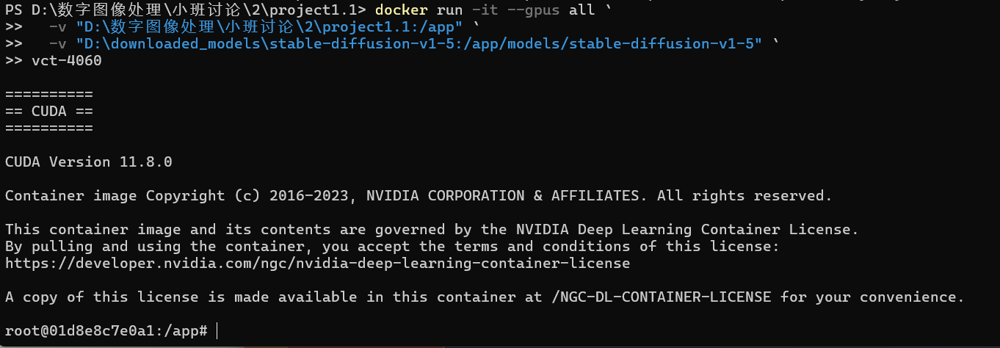 PS D:\数字图像处理\小班讨论\2\project1.1> docker run -it --gpus all `
>>   -v "D:\数字图像处理\小班讨论\2\project1.1:/app" `
>>   -v "D:\downloaded_models\stable-diffusion-v1-5:/app/models/stable-diffusion-v1-5" `
>> vct-4060
==========
== CUDA ==
==========
CUDA Version 11.8.0
Container image Copyright (c) 2016-2023, NVIDIA CORPORATION & AFFILIATES. All rights reserved.
This container image and its contents are governed by the NVIDIA Deep Learning Container License.
By pulling and using the container, you accept the terms and conditions of this license:
https://developer.nvidia.com/ngc/nvidia-deep-learning-container-license
A copy of this license is made available in this container at /NGC-DL-CONTAINER-LICENSE for your convenience.
root@01d8e8c7e0a1:/app#